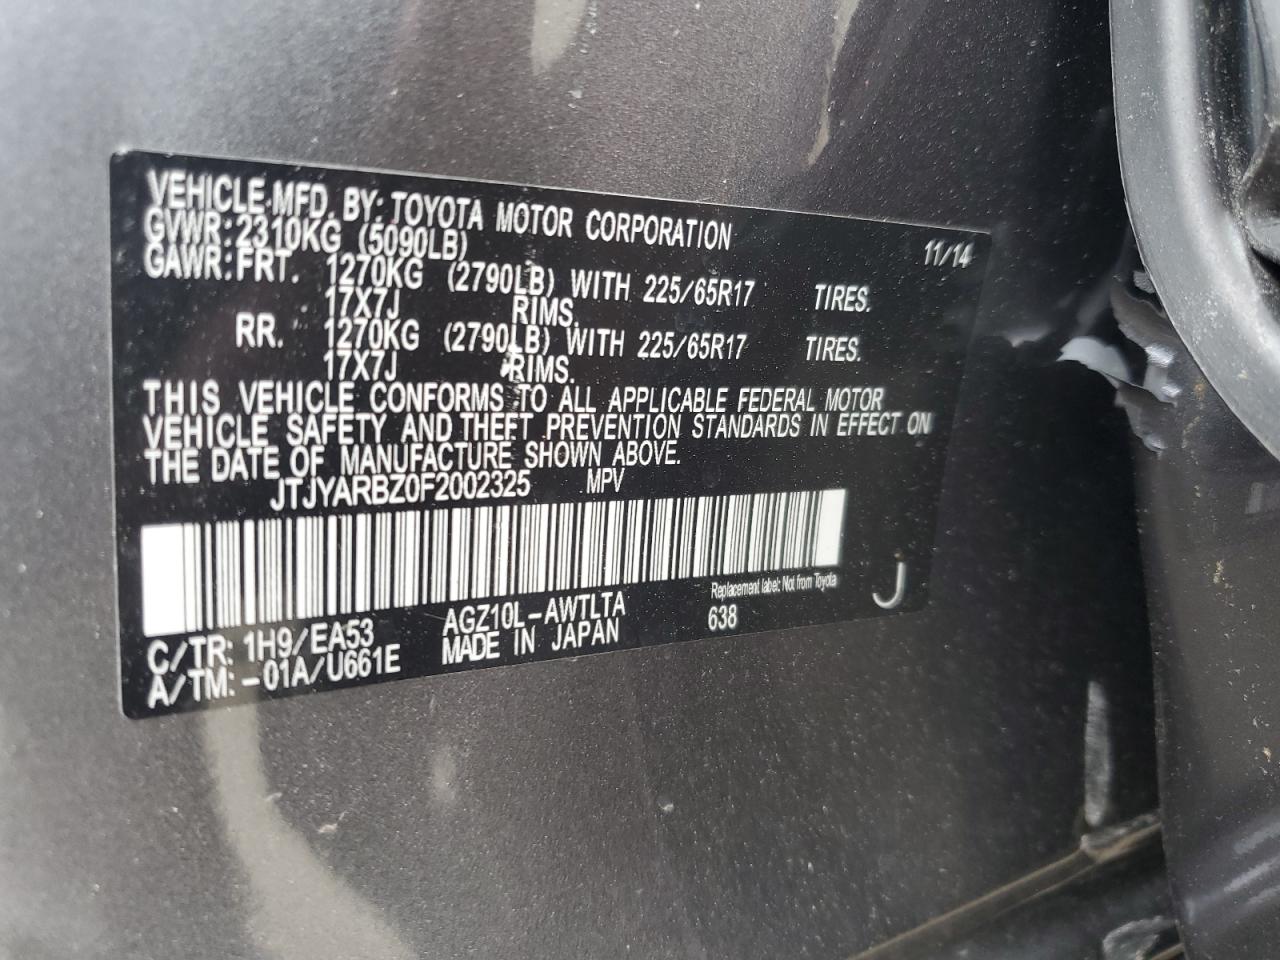 VEHICLE MFD. BY: TOYOTA MOTOR CORPORATION 11/14
GVWR: 2310KG (5090LB)
GAWR: FRT. 1270KG (2790LB) WITH 225/65R17 TIRES.
17X7J RIMS.
RR. 1270KG (2790LB) WITH 225/65R17 TIRES.
17X7J RIMS.
THIS VEHICLE CONFORMS TO ALL APPLICABLE FEDERAL MOTOR
VEHICLE SAFETY AND THEFT PREVENTION STANDARDS IN EFFECT ON
THE DATE OF MANUFACTURE SHOWN ABOVE.
JTJYARBZ0F2002325 MPV
Replacement label: Not from Toyota
J
C/TR: 1H9/EA53 AGZ10L-AWTLTA 638
A/TM: -01A/U661E MADE IN JAPAN